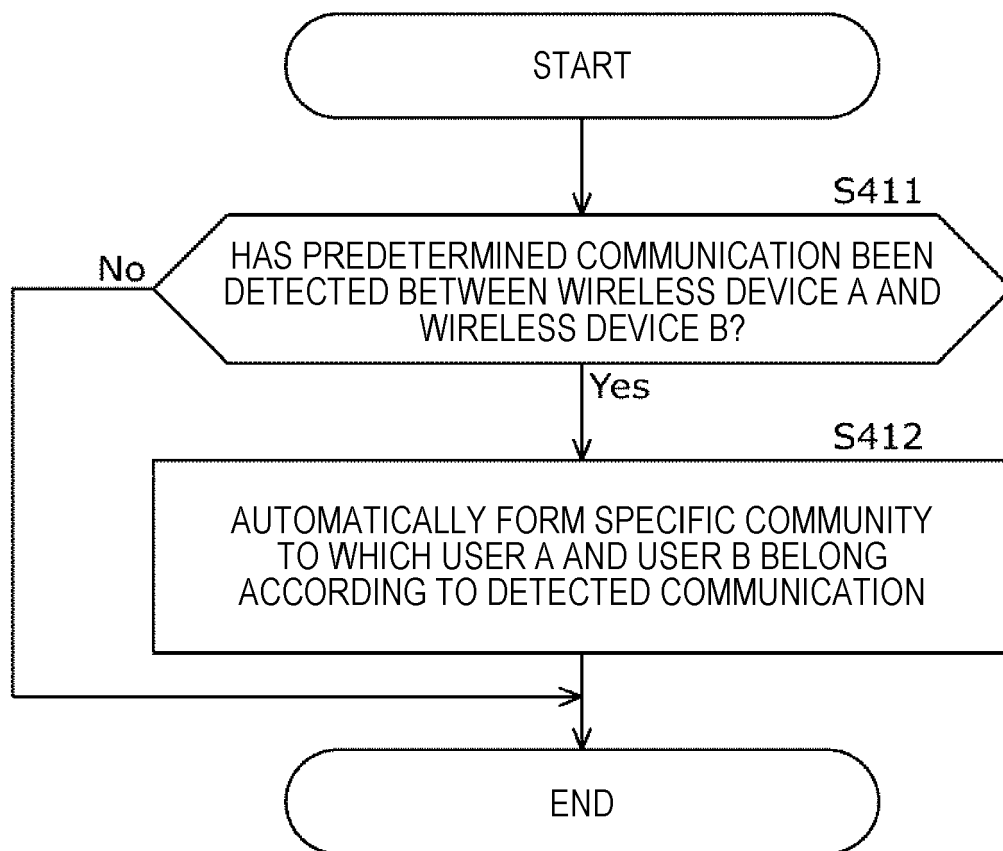 START
S411
HAS PREDETERMINED COMMUNICATION BEEN
DETECTED BETWEEN WIRELESS DEVICE A AND
WIRELESS DEVICE B?
No
Yes
S412
AUTOMATICALLY FORM SPECIFIC COMMUNITY
TO WHICH USER A AND USER B BELONG
ACCORDING TO DETECTED COMMUNICATION
END